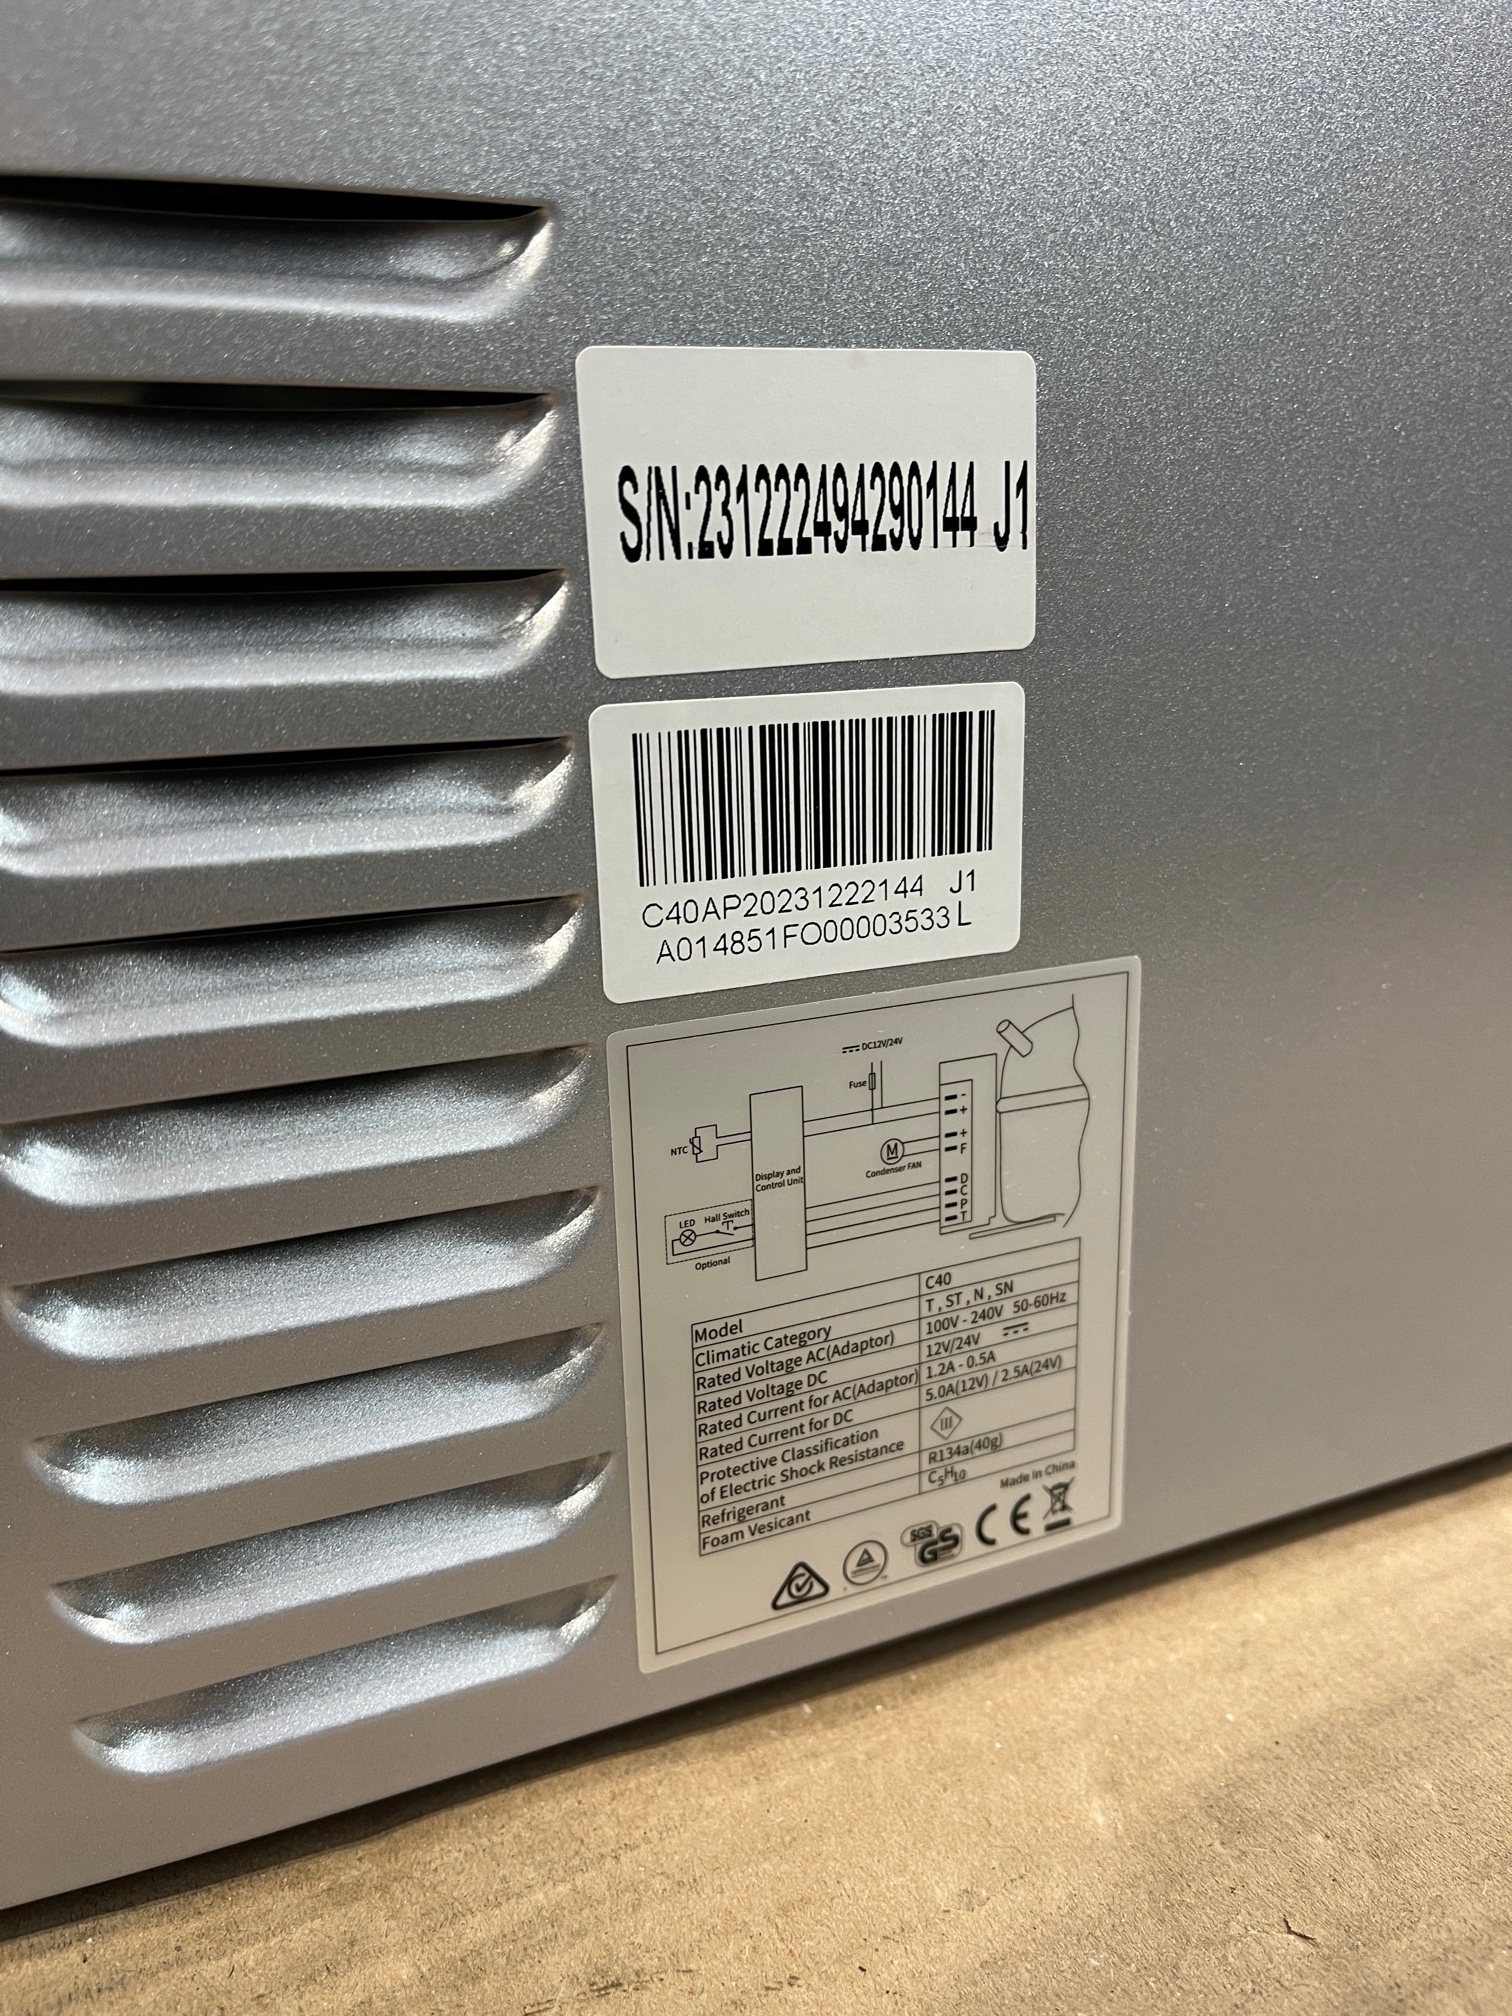 S/N:231222494290144 J1
C40AP20231222144 J1
A014851FO00003533 L
DC12V/24V
Fuse
-
+
NTC
+
M
F
Condenser FAN
Display and
Control Unit
D
C
P
T
LED Hall Switch
Optional
Model C40
Climatic Category T , ST , N , SN
Rated Voltage AC(Adaptor) 100V - 240V 50-60Hz
Rated Voltage DC 12V/24V
Rated Current for AC(Adaptor) 1.2A - 0.5A
Rated Current for DC 5.0A(12V) / 2.5A(24V)
Protective Classification
of Electric Shock Resistance III
Refrigerant R134a(40g)
Foam Vesicant C5H10
Made In China
SGS
GS
CE